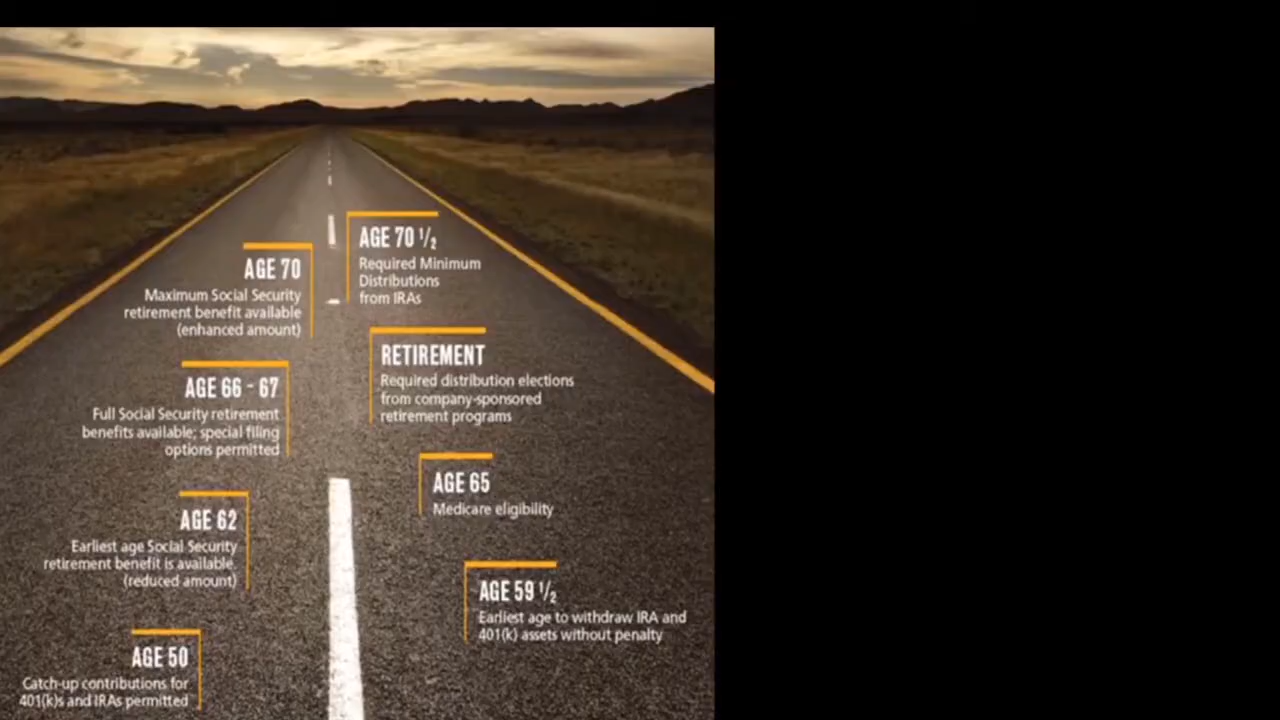 AGE 70 ½
Required Minimum
Distributions
from IRAs
AGE 70
Maximum Social Security
retirement benefit available
(enhanced amount)
RETIREMENT
Required distribution elections
from company-sponsored
retirement programs
AGE 66 - 67
Full Social Security retirement
benefits available; special filing
options permitted
AGE 65
Medicare eligibility
AGE 62
Earliest age Social Security
retirement benefit is available.
(reduced amount)
AGE 59 ½
Earliest age to withdraw IRA and
401(k) assets without penalty
AGE 50
Catch-up contributions for
401(k)s and IRAs permitted